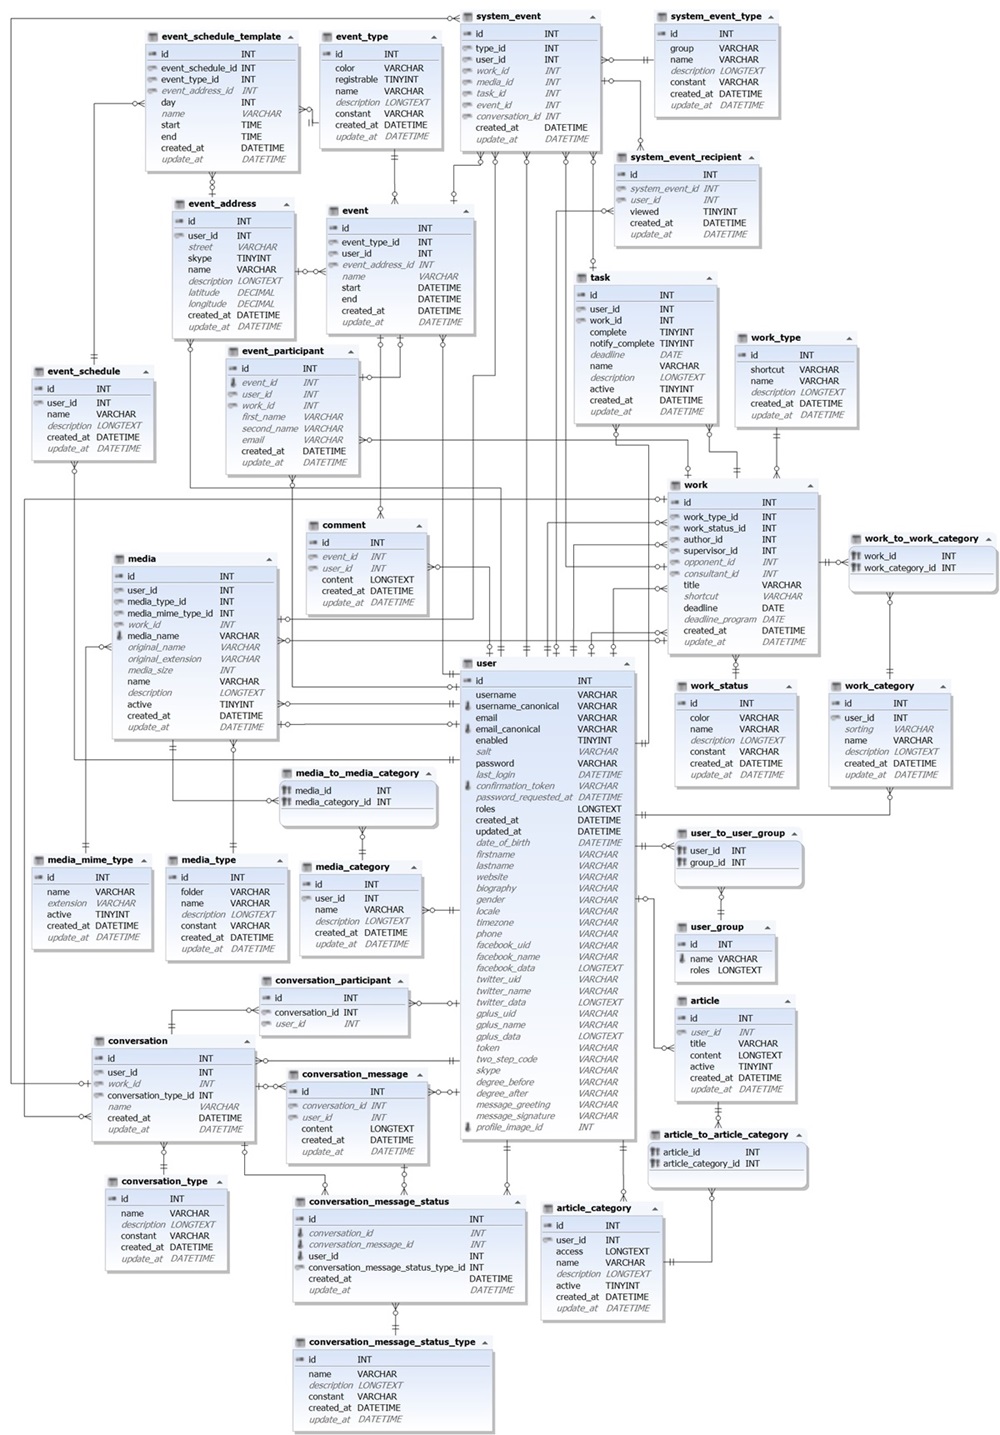 system_event
id INT
type_id INT
user_id INT
work_id INT
media_id INT
task_id INT
event_id INT
conversation_id INT
created_at DATETIME
update_at DATETIME
system_event_type
id INT
group VARCHAR
name VARCHAR
description LONGTEXT
constant VARCHAR
created_at DATETIME
update_at DATETIME
event_schedule_template
id INT
event_schedule_id INT
event_type_id INT
event_address_id INT
day INT
name VARCHAR
start TIME
end TIME
created_at DATETIME
update_at DATETIME
event_type
id INT
color VARCHAR
registrable TINYINT
name VARCHAR
description LONGTEXT
constant VARCHAR
created_at DATETIME
update_at DATETIME
system_event_recipient
id INT
system_event_id INT
user_id INT
viewed TINYINT
created_at DATETIME
update_at DATETIME
event_address
id INT
user_id INT
street VARCHAR
skype TINYINT
name VARCHAR
description LONGTEXT
latitude DECIMAL
longitude DECIMAL
created_at DATETIME
update_at DATETIME
event
id INT
event_type_id INT
user_id INT
event_address_id INT
name VARCHAR
start DATETIME
end DATETIME
created_at DATETIME
update_at DATETIME
task
id INT
user_id INT
work_id INT
complete TINYINT
notify_complete TINYINT
deadline DATE
name VARCHAR
description LONGTEXT
active TINYINT
created_at DATETIME
update_at DATETIME
work_type
id INT
shortcut VARCHAR
name VARCHAR
description LONGTEXT
created_at DATETIME
update_at DATETIME
event_schedule
id INT
user_id INT
name VARCHAR
description LONGTEXT
created_at DATETIME
update_at DATETIME
event_participant
id INT
event_id INT
user_id INT
work_id INT
first_name VARCHAR
second_name VARCHAR
email VARCHAR
created_at DATETIME
update_at DATETIME
work
id INT
work_type_id INT
work_status_id INT
author_id INT
supervisor_id INT
opponent_id INT
consultant_id INT
title VARCHAR
shortcut VARCHAR
deadline DATE
deadline_program DATE
created_at DATETIME
update_at DATETIME
work_to_work_category
work_id INT
work_category_id INT
comment
id INT
event_id INT
user_id INT
content LONGTEXT
created_at DATETIME
update_at DATETIME
media
id INT
user_id INT
media_type_id INT
media_mime_type_id INT
work_id INT
media_name VARCHAR
original_name VARCHAR
original_extension VARCHAR
media_size INT
name VARCHAR
description LONGTEXT
active TINYINT
created_at DATETIME
update_at DATETIME
user
id INT
username VARCHAR
username_canonical VARCHAR
email VARCHAR
email_canonical VARCHAR
enabled TINYINT
salt VARCHAR
password VARCHAR
last_login DATETIME
confirmation_token VARCHAR
password_requested_at DATETIME
roles LONGTEXT
created_at DATETIME
updated_at DATETIME
date_of_birth DATETIME
firstname VARCHAR
lastname VARCHAR
website VARCHAR
biography VARCHAR
gender VARCHAR
locale VARCHAR
timezone VARCHAR
phone VARCHAR
facebook_uid VARCHAR
facebook_name VARCHAR
facebook_data LONGTEXT
twitter_uid VARCHAR
twitter_name VARCHAR
twitter_data LONGTEXT
gplus_uid VARCHAR
gplus_name VARCHAR
gplus_data LONGTEXT
token VARCHAR
two_step_code VARCHAR
skype VARCHAR
degree_before VARCHAR
degree_after VARCHAR
message_greeting VARCHAR
message_signature VARCHAR
profile_image_id INT
work_status
id INT
color VARCHAR
name VARCHAR
description LONGTEXT
constant VARCHAR
created_at DATETIME
update_at DATETIME
work_category
id INT
user_id INT
sorting VARCHAR
name VARCHAR
description LONGTEXT
created_at DATETIME
update_at DATETIME
media_to_media_category
media_id INT
media_category_id INT
user_to_user_group
user_id INT
group_id INT
media_mime_type
id INT
name VARCHAR
extension VARCHAR
active TINYINT
created_at DATETIME
update_at DATETIME
media_type
id INT
folder VARCHAR
name VARCHAR
description LONGTEXT
constant VARCHAR
created_at DATETIME
update_at DATETIME
media_category
id INT
user_id INT
name VARCHAR
description LONGTEXT
created_at DATETIME
update_at DATETIME
user_group
id INT
name VARCHAR
roles LONGTEXT
conversation_participant
id INT
conversation_id INT
user_id INT
article
id INT
user_id INT
title VARCHAR
content LONGTEXT
active TINYINT
created_at DATETIME
update_at DATETIME
conversation
id INT
user_id INT
work_id INT
conversation_type_id INT
name VARCHAR
created_at DATETIME
update_at DATETIME
conversation_message
id INT
conversation_id INT
user_id INT
content LONGTEXT
created_at DATETIME
update_at DATETIME
article_to_article_category
article_id INT
article_category_id INT
conversation_type
id INT
name VARCHAR
description LONGTEXT
constant VARCHAR
created_at DATETIME
update_at DATETIME
conversation_message_status
id INT
conversation_id INT
conversation_message_id INT
user_id INT
conversation_message_status_type_id INT
created_at DATETIME
update_at DATETIME
article_category
id INT
user_id INT
access LONGTEXT
name VARCHAR
description LONGTEXT
active TINYINT
created_at DATETIME
update_at DATETIME
conversation_message_status_type
id INT
name VARCHAR
description LONGTEXT
constant VARCHAR
created_at DATETIME
update_at DATETIME